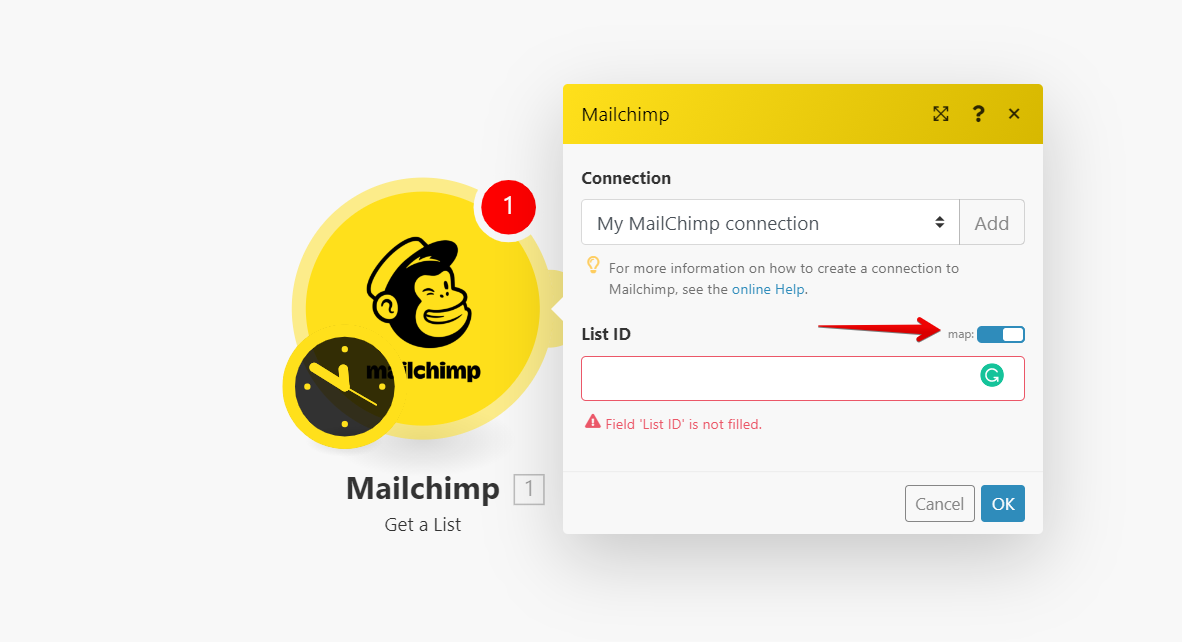 Mailchimp
Connection
My MailChimp connection
Add
For more information on how to create a connection to
Mailchimp, see the online Help.
List ID
map:
Field 'List ID' is not filled.
Cancel
OK
1
mailchimp
Mailchimp 1
Get a List